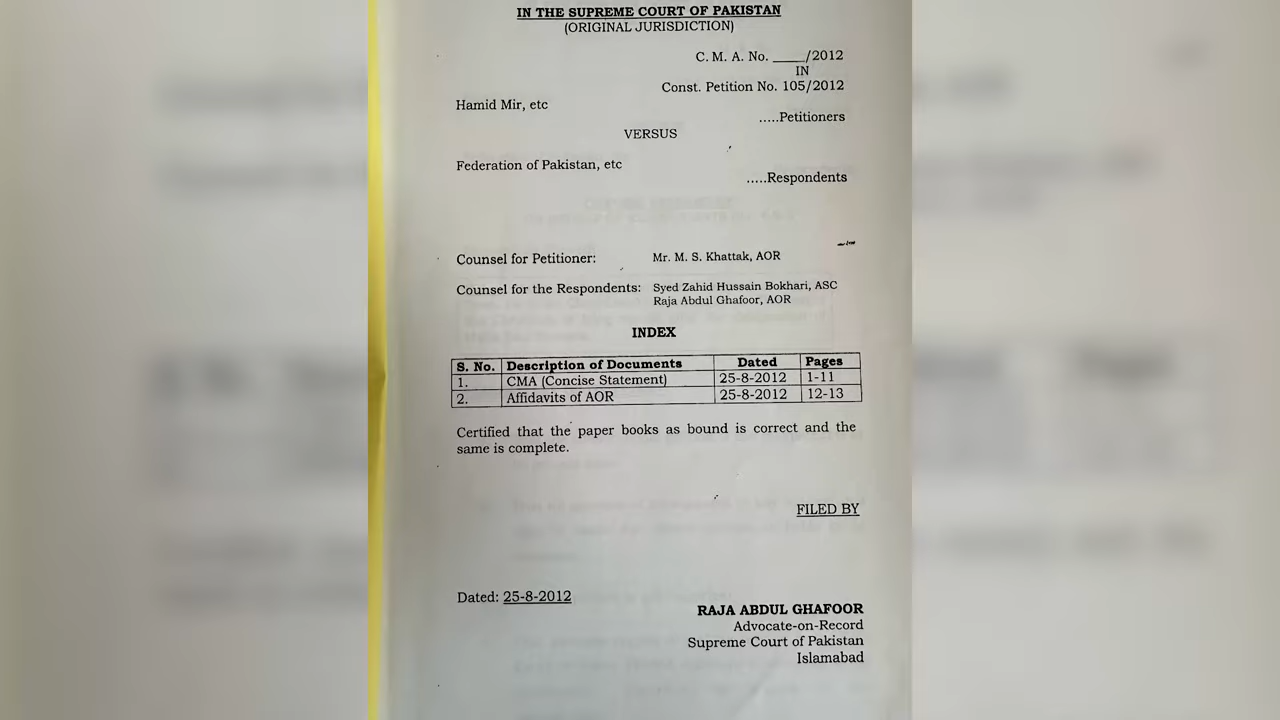 IN THE SUPREME COURT OF PAKISTAN
(ORIGINAL JURISDICTION)
C. M. A. No. ____/2012
IN
Const. Petition No. 105/2012
Hamid Mir, etc
.....Petitioners
VERSUS
Federation of Pakistan, etc
.....Respondents
Counsel for Petitioner: Mr. M. S. Khattak, AOR
Counsel for the Respondents: Syed Zahid Hussain Bokhari, ASC
Raja Abdul Ghafoor, AOR
INDEX
S. No. Description of Documents Dated Pages
1. CMA (Concise Statement) 25-8-2012 1-11
2. Affidavits of AOR 25-8-2012 12-13
Certified that the paper books as bound is correct and the
same is complete.
FILED BY
Dated: 25-8-2012
RAJA ABDUL GHAFOOR
Advocate-on-Record
Supreme Court of Pakistan
Islamabad